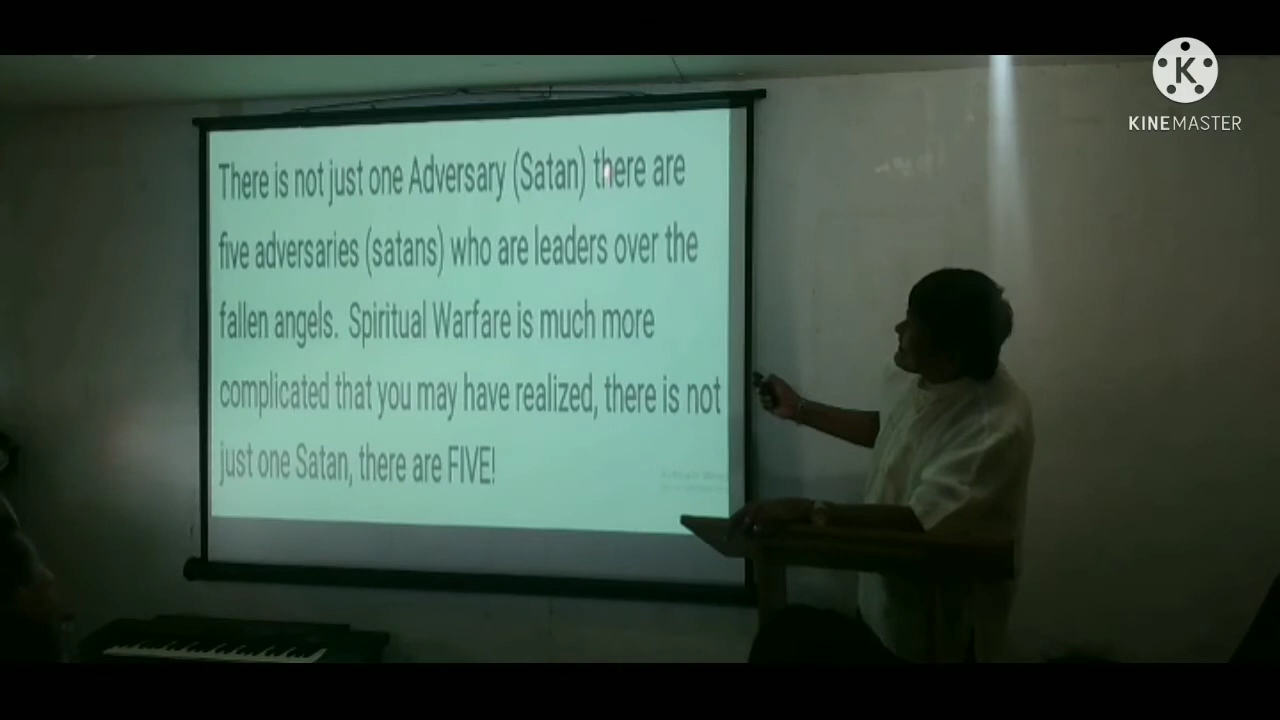 There is not just one Adversary (Satan) there are
five adversaries (satans) who are leaders over the
fallen angels. Spiritual Warfare is much more
complicated that you may have realized, there is not
just one Satan, there are FIVE!
K
KINEMASTER